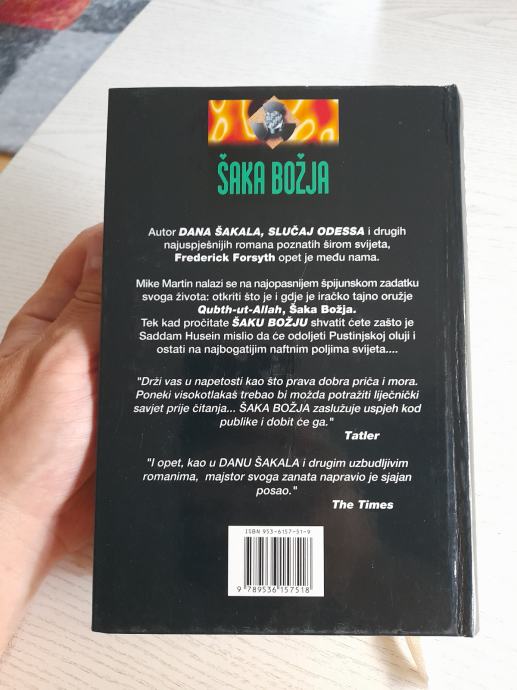 ŠAKA BOŽJA
Autor DANA ŠAKALA, SLUČAJ ODESSA i drugih
najuspješnijih romana poznatih širom svijeta,
Frederick Forsyth opet je među nama.
Mike Martin nalazi se na najopasnijem špijunskom zadatku
svoga života: otkriti što je i gdje je iračko tajno oružje
Qubth-ut-Allah, Šaka Božja.
Tek kad pročitate ŠAKU BOŽJU shvatit ćete zašto je
Saddam Husein mislio da će odoljeti Pustinjskoj oluji i
ostati na najbogatijim naftnim poljima svijeta....
"Drži vas u napetosti kao što prava dobra priča i mora.
Poneki visokotlakaš trebao bi možda potražiti liječnički
savjet prije čitanja... ŠAKA BOŽJA zaslužuje uspjeh kod
publike i dobit će ga."
Tatler
"I opet, kao u DANU ŠAKALA i drugim uzbudljivim
romanima, majstor svoga zanata napravio je sjajan
posao."
The Times
ISBN 953-6157-51-9
9 789536 157518